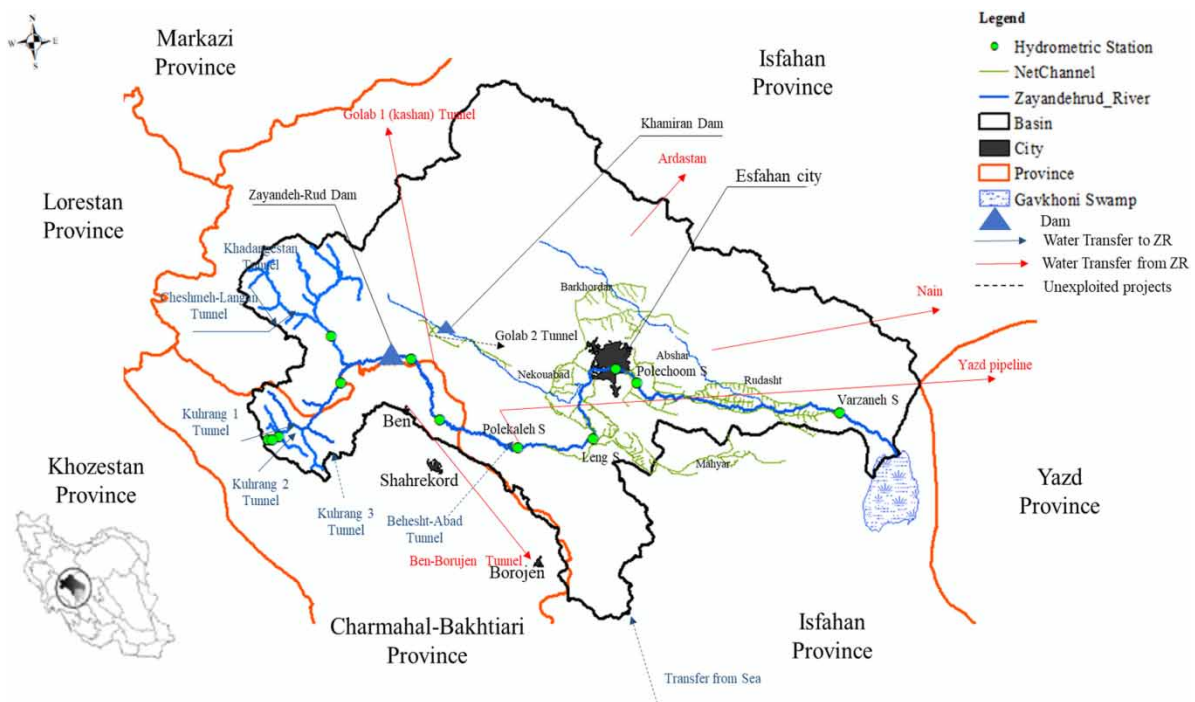 N
W
E
S
Markazi
Province
Isfahan
Province
Legend
Hydrometric Station
NetChannel
Zayandehrud_River
Basin
City
Province
Gavkhoni Swamp
Dam
Water Transfer to ZR
Water Transfer from ZR
Unexploited projects
Golab 1 (kashan) Tunnel
Khamiran Dam
Ardastan
Esfahan city
Zayandeh-Rud Dam
Lorestan
Province
Khadangestan
Tunnel
Cheshmeh-Langan
Tunnel
Barkhordar
Nain
Golab 2 Tunnel
Nekouabad
Abshar
Polechoom S
Rudasht
Yazd pipeline
Varzaneh S
Kuhrang 1
Tunnel
Ben
Polekaleh S
Leng S
Mahyar
Khozestan
Province
Kuhrang 2
Tunnel
Shahrekord
Kuhrang 3
Tunnel
Behesht-Abad
Tunnel
Ben-Borujen Tunnel
Borojen
Yazd
Province
Charmahal-Bakhtiari
Province
Isfahan
Province
Transfer from Sea